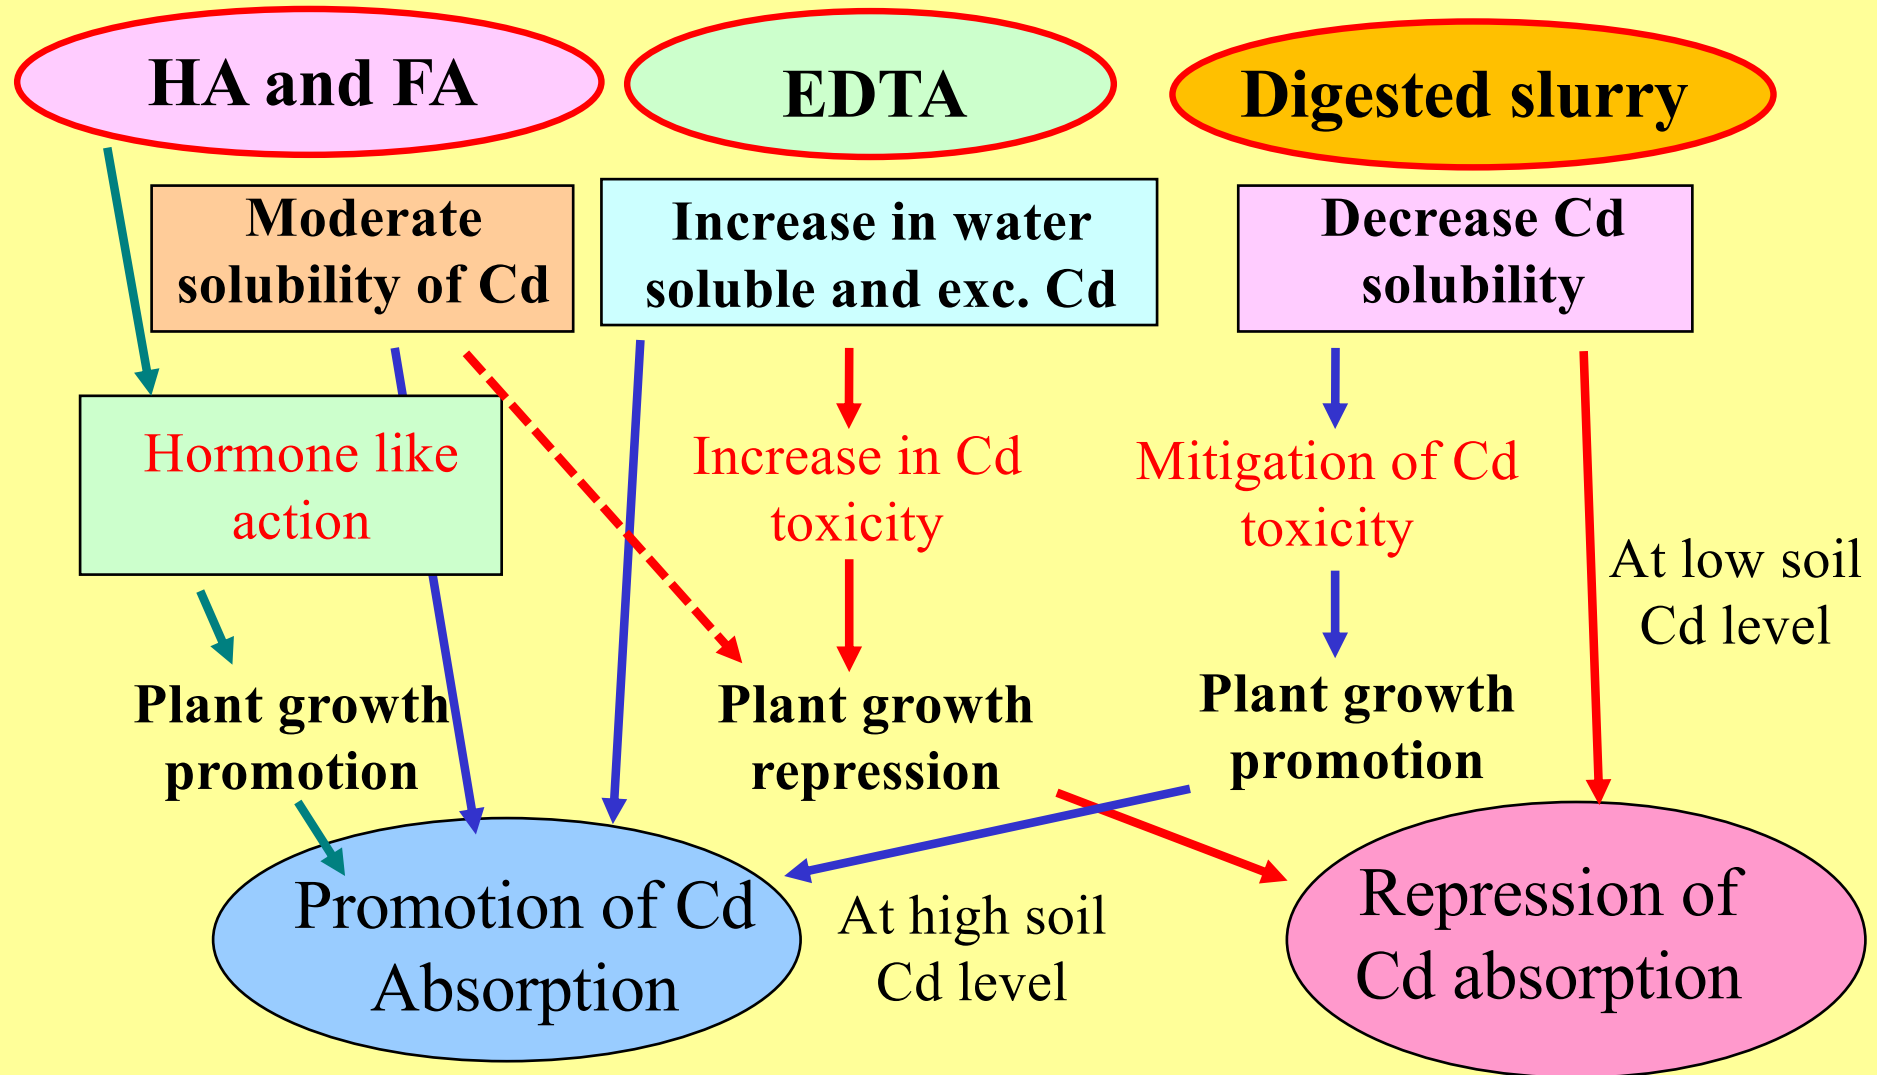 HA and FA
EDTA
Digested slurry
Moderate
solubility of Cd
Increase in water
soluble and exc. Cd
Decrease Cd
solubility
Hormone like
action
Increase in Cd
toxicity
Mitigation of Cd
toxicity
At low soil
Cd level
Plant growth
promotion
Plant growth
repression
Plant growth
promotion
Promotion of Cd
Absorption
At high soil
Cd level
Repression of
Cd absorption